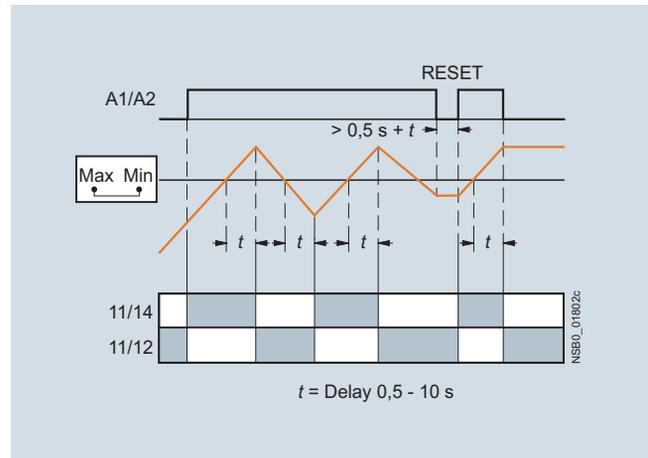 RESET
A1/A2
> 0,5 s + t
Max Min
t t t t
11/14
11/12
NSB0_01802c
t = Delay 0,5 - 10 s